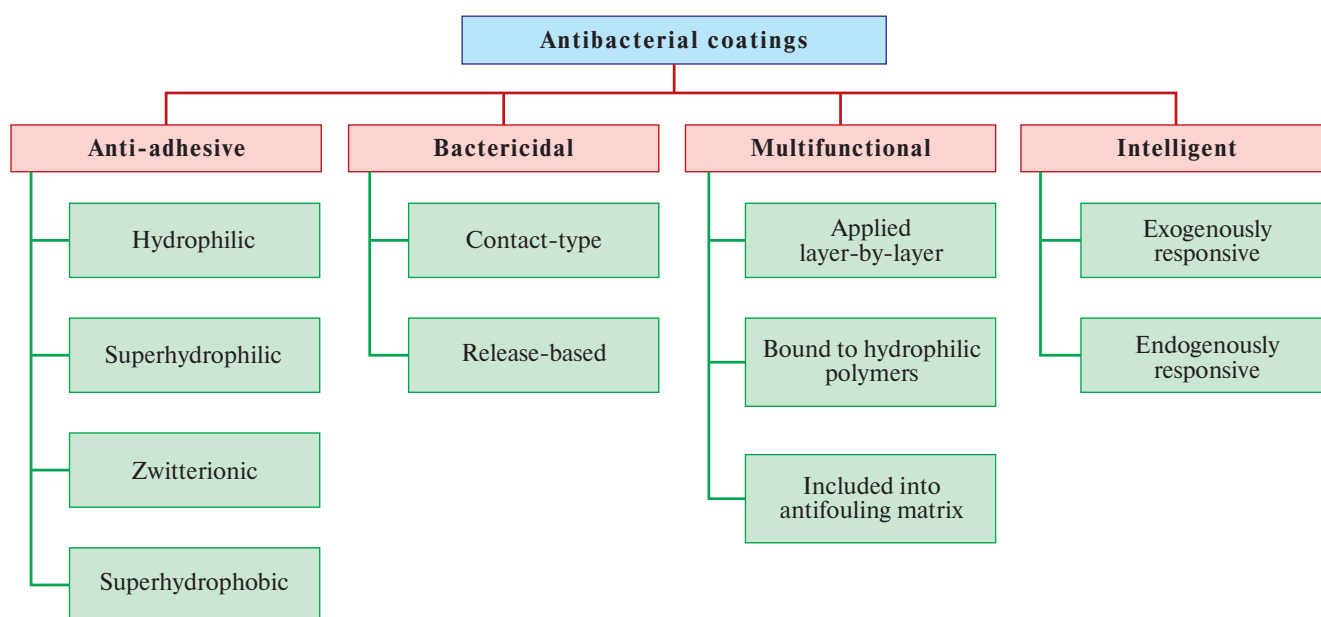 Antibacterial coatings
Anti-adhesive
Bactericidal
Multifunctional
Intelligent
Hydrophilic
Superhydrophilic
Zwitterionic
Superhydrophobic
Contact-type
Release-based
Applied
layer-by-layer
Bound to hydrophilic
polymers
Included into
antifouling matrix
Exogenously
responsive
Endogenously
responsive